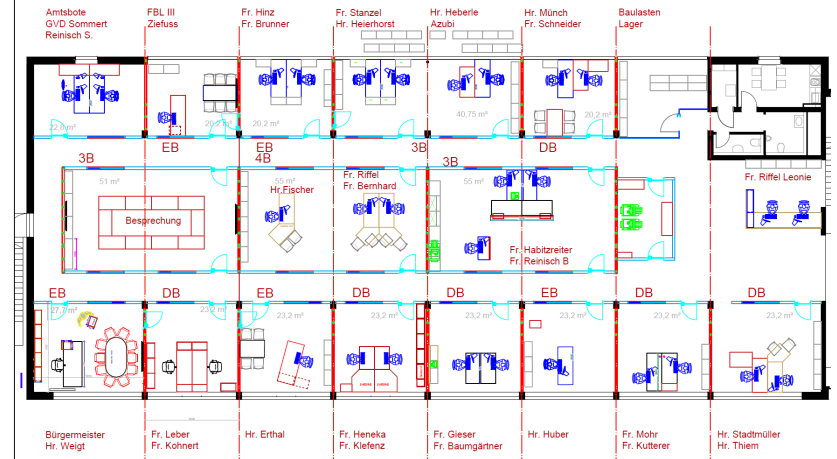 Amtsbote
GVD Sommert
Reinisch S.
FBL III
Ziefuss
Fr. Hinz
Fr. Brunner
Fr. Stanzel
Hr. Heierhorst
Hr. Heberle
Azubi
Hr. Münch
Fr. Schneider
Baulasten
Lager
22,8 m²
20,2 m²
20,2 m²
40,75 m²
20,2 m²
EB
EB
3B
DB
3B
4B
3B
51 m²
55 m²
55 m²
Besprechung
Hr.Fischer
Fr. Riffel
Fr. Bernhard
Fr. Habitzreiter
Fr. Reinisch B
Fr. Riffel Leonie
EB
DB
EB
DB
DB
EB
DB
DB
27,7 m²
23,2 m²
23,2 m²
23,2 m²
23,2 m²
23,2 m²
23,2 m²
Bürgermeister
Hr. Weigt
Fr. Leber
Fr. Kohnert
Hr. Erthal
Fr. Heneka
Fr. Klefenz
Fr. Gieser
Fr. Baumgärtner
Hr. Huber
Fr. Mohr
Fr. Kutterer
Hr. Stadtmüller
Hr. Thiem